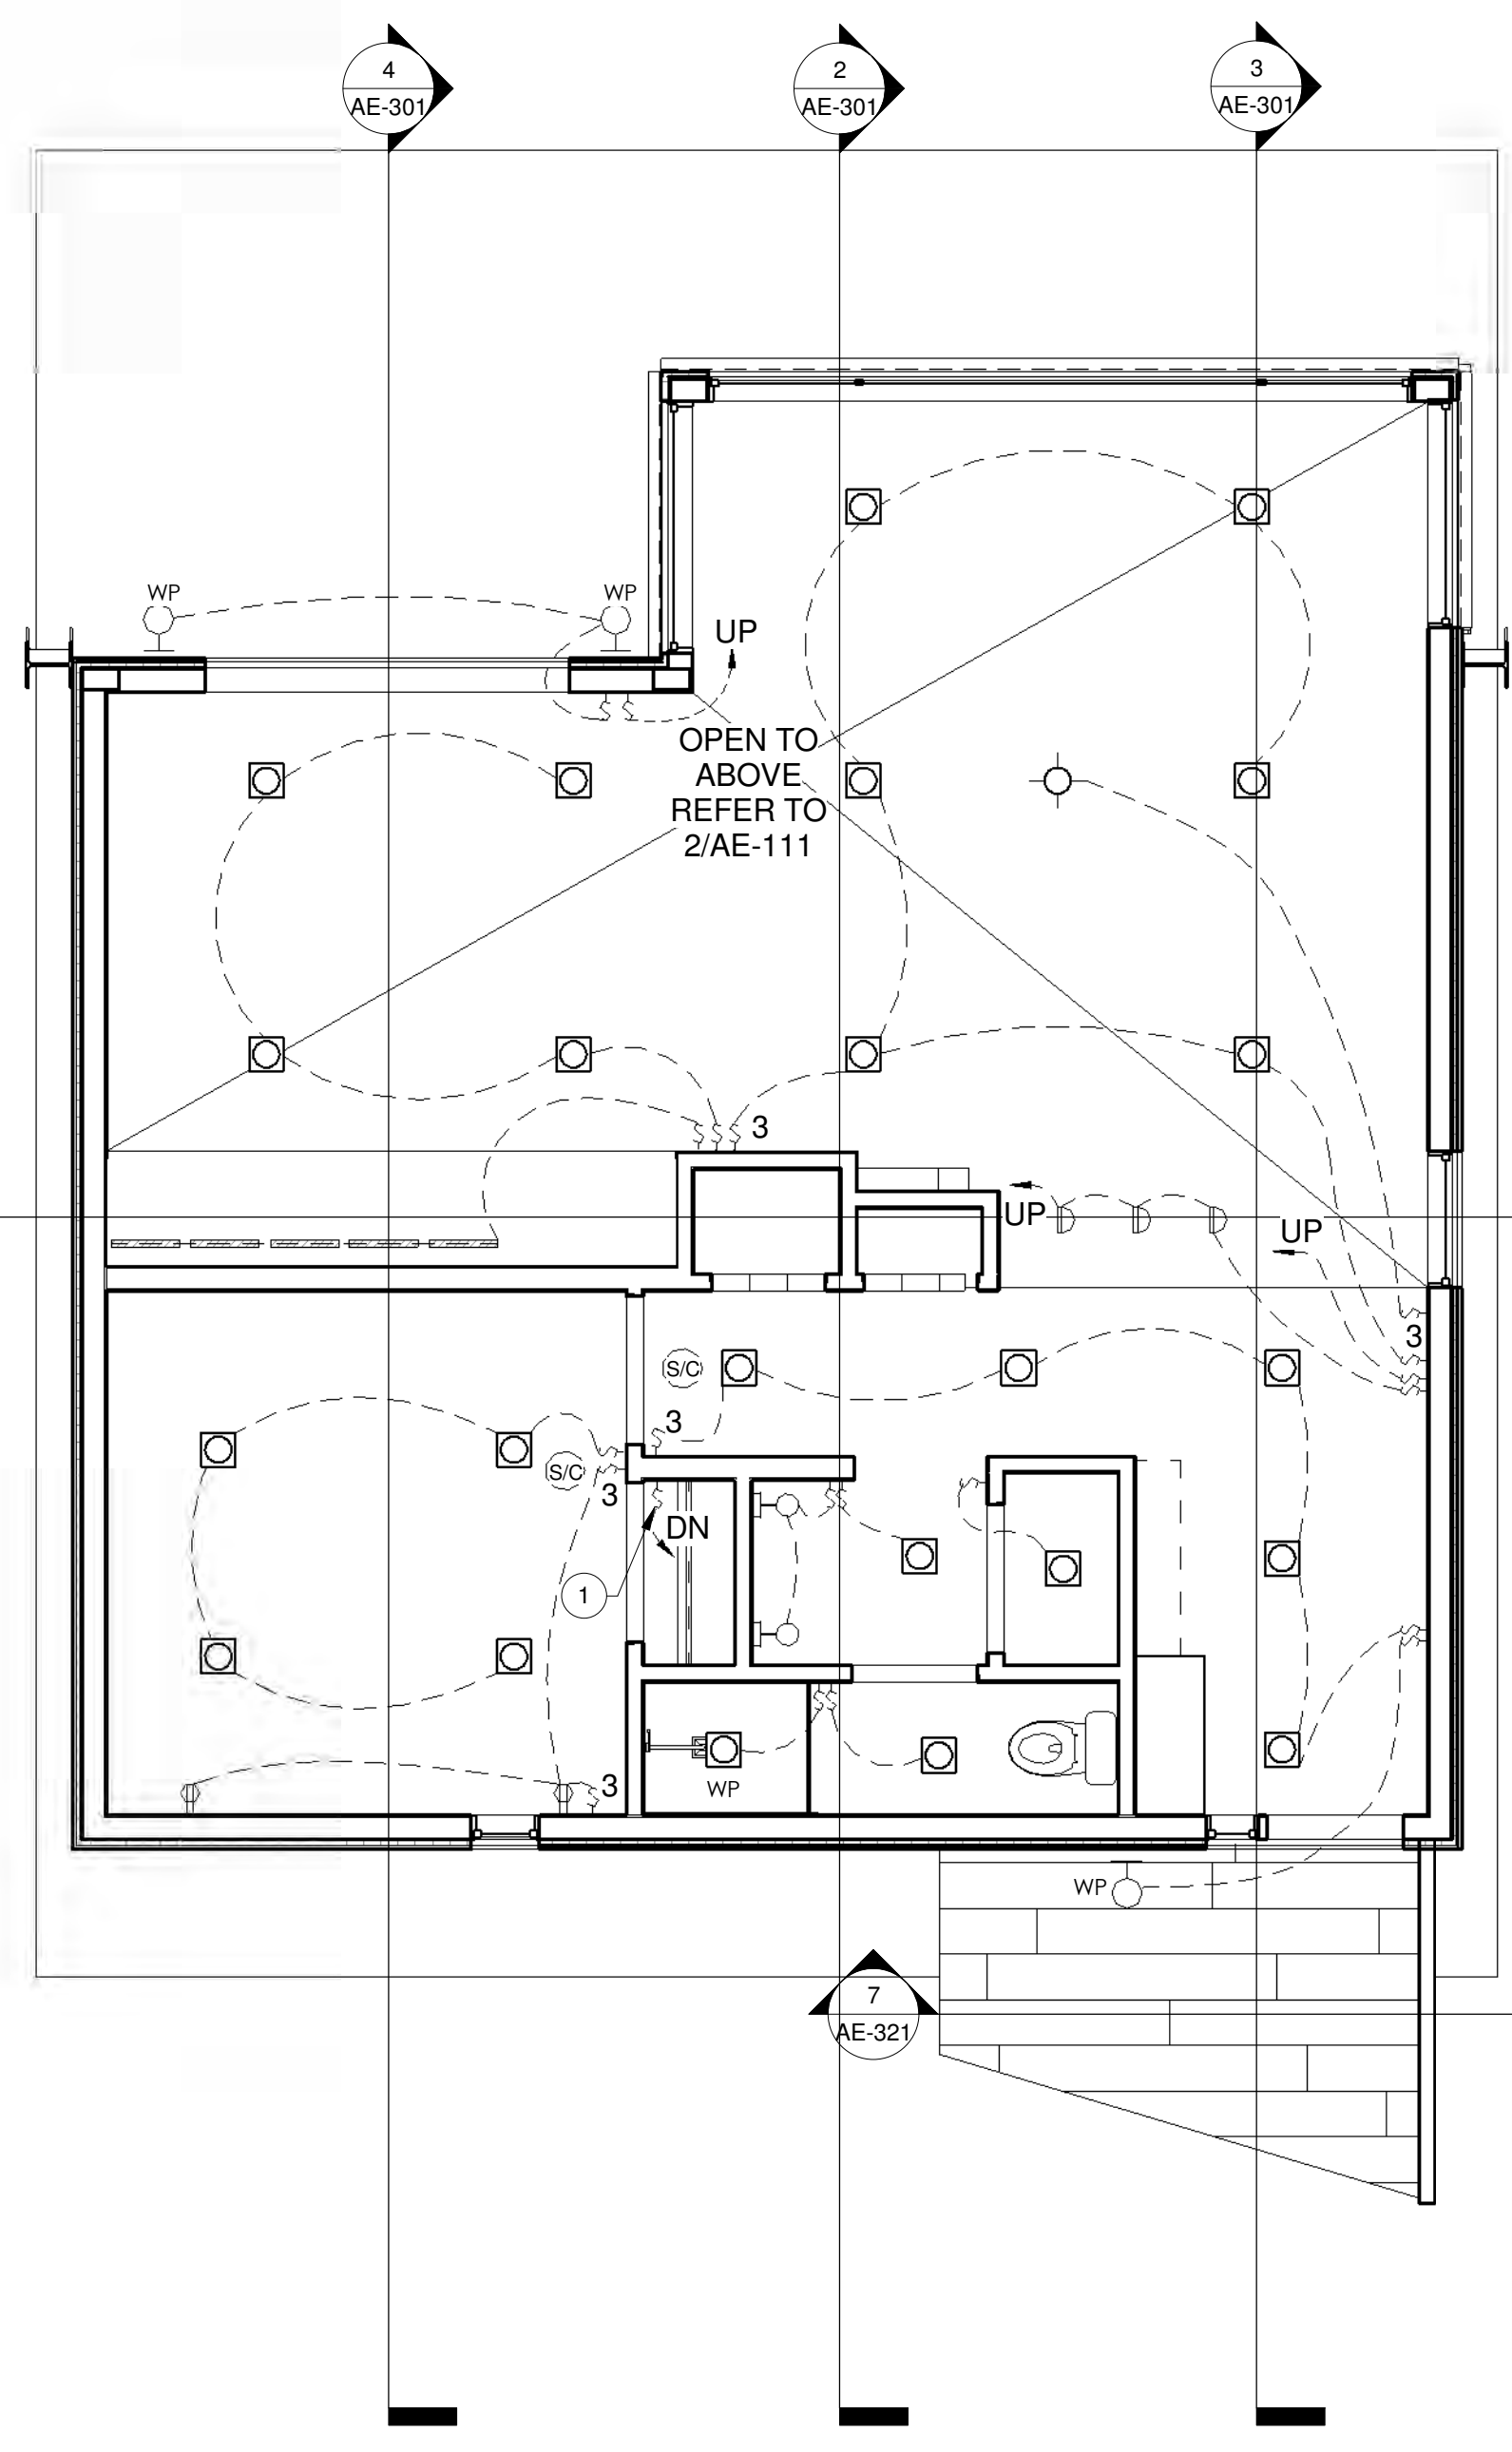 4
AE-301
2
AE-301
3
AE-301
WP
WP
UP
OPEN TO
ABOVE
REFER TO
2/AE-111
3
UP
UP
3
S/C
3
S/C
3
DN
1
3
WP
WP
7
AE-321